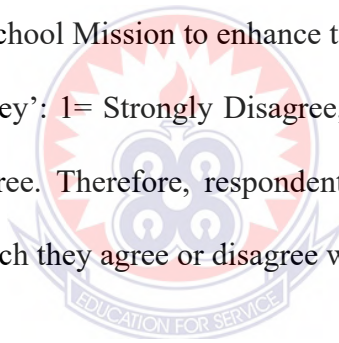 chool Mission to enhance t
ey’: 1= Strongly Disagree,
ree. Therefore, respondent
ch they agree or disagree w
EDUCATION FOR SERVICE